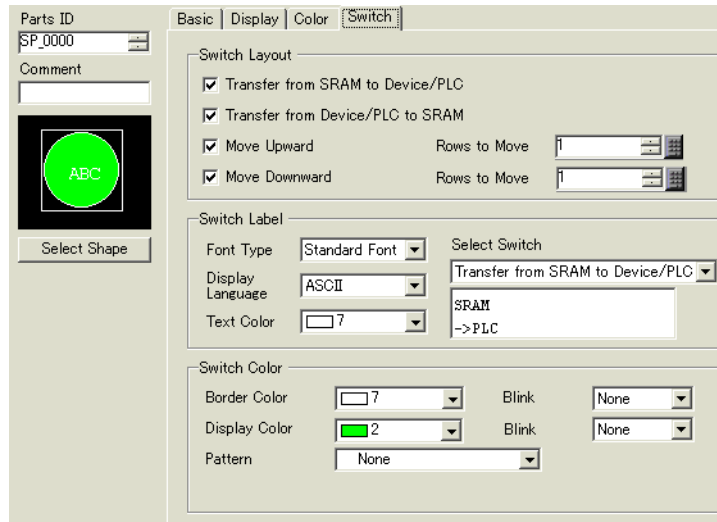 Parts ID
SP_0000
Comment
ABC
Select Shape
Basic Display Color Switch
Switch Layout
Transfer from SRAM to Device/PLC
Transfer from Device/PLC to SRAM
Move Upward Rows to Move 1
Move Downward Rows to Move 1
Switch Label
Font Type Standard Font Select Switch
Display Language ASCII Transfer from SRAM to Device/PLC
Text Color 7 SRAM
->PLC
Switch Color
Border Color 7 Blink None
Display Color 2 Blink None
Pattern None